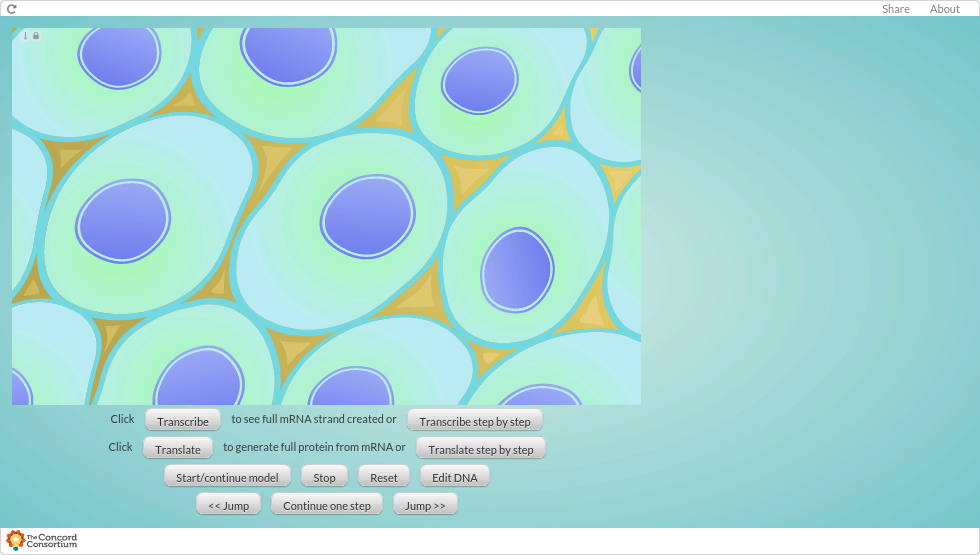 Share About
Click Transcribe to see full mRNA strand created or Transcribe step by step
Click Translate to generate full protein from mRNA or Translate step by step
Start/continue model Stop Reset Edit DNA
<< Jump Continue one step Jump >>
The Concord
Consortium